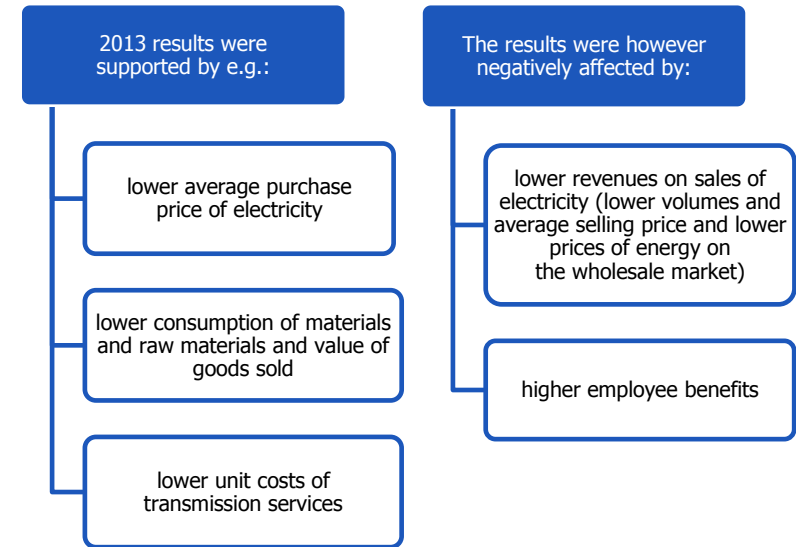 2013 results were
supported by e.g.:
lower average purchase
price of electricity
lower consumption of materials
and raw materials and value of
goods sold
lower unit costs of
transmission services
The results were however
negatively affected by:
lower revenues on sales of
electricity (lower volumes and
average selling price and lower
prices of energy on
the wholesale market)
higher employee benefits